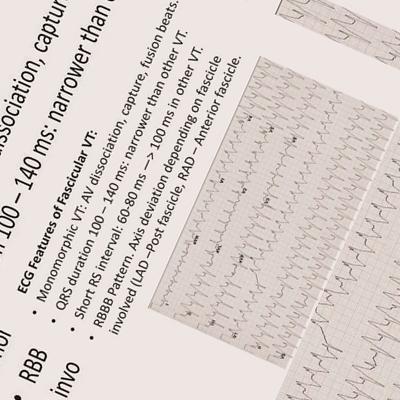 ssociation, captur
100 – 140 ms: narrower than
ECG Features of Fascicular VT:
• Monomorphic VT: AV dissociation, capture, fusion beats.
• QRS duration 100 – 140 ms: narrower than other VT.
• Short RS interval: 60-80 ms —> 100 ms in other VT.
• RBBB Pattern. Axis deviation depending on fascicle
involved (LAD –Post fascicle, RAD – Anterior fascicle.
• RBB
invo